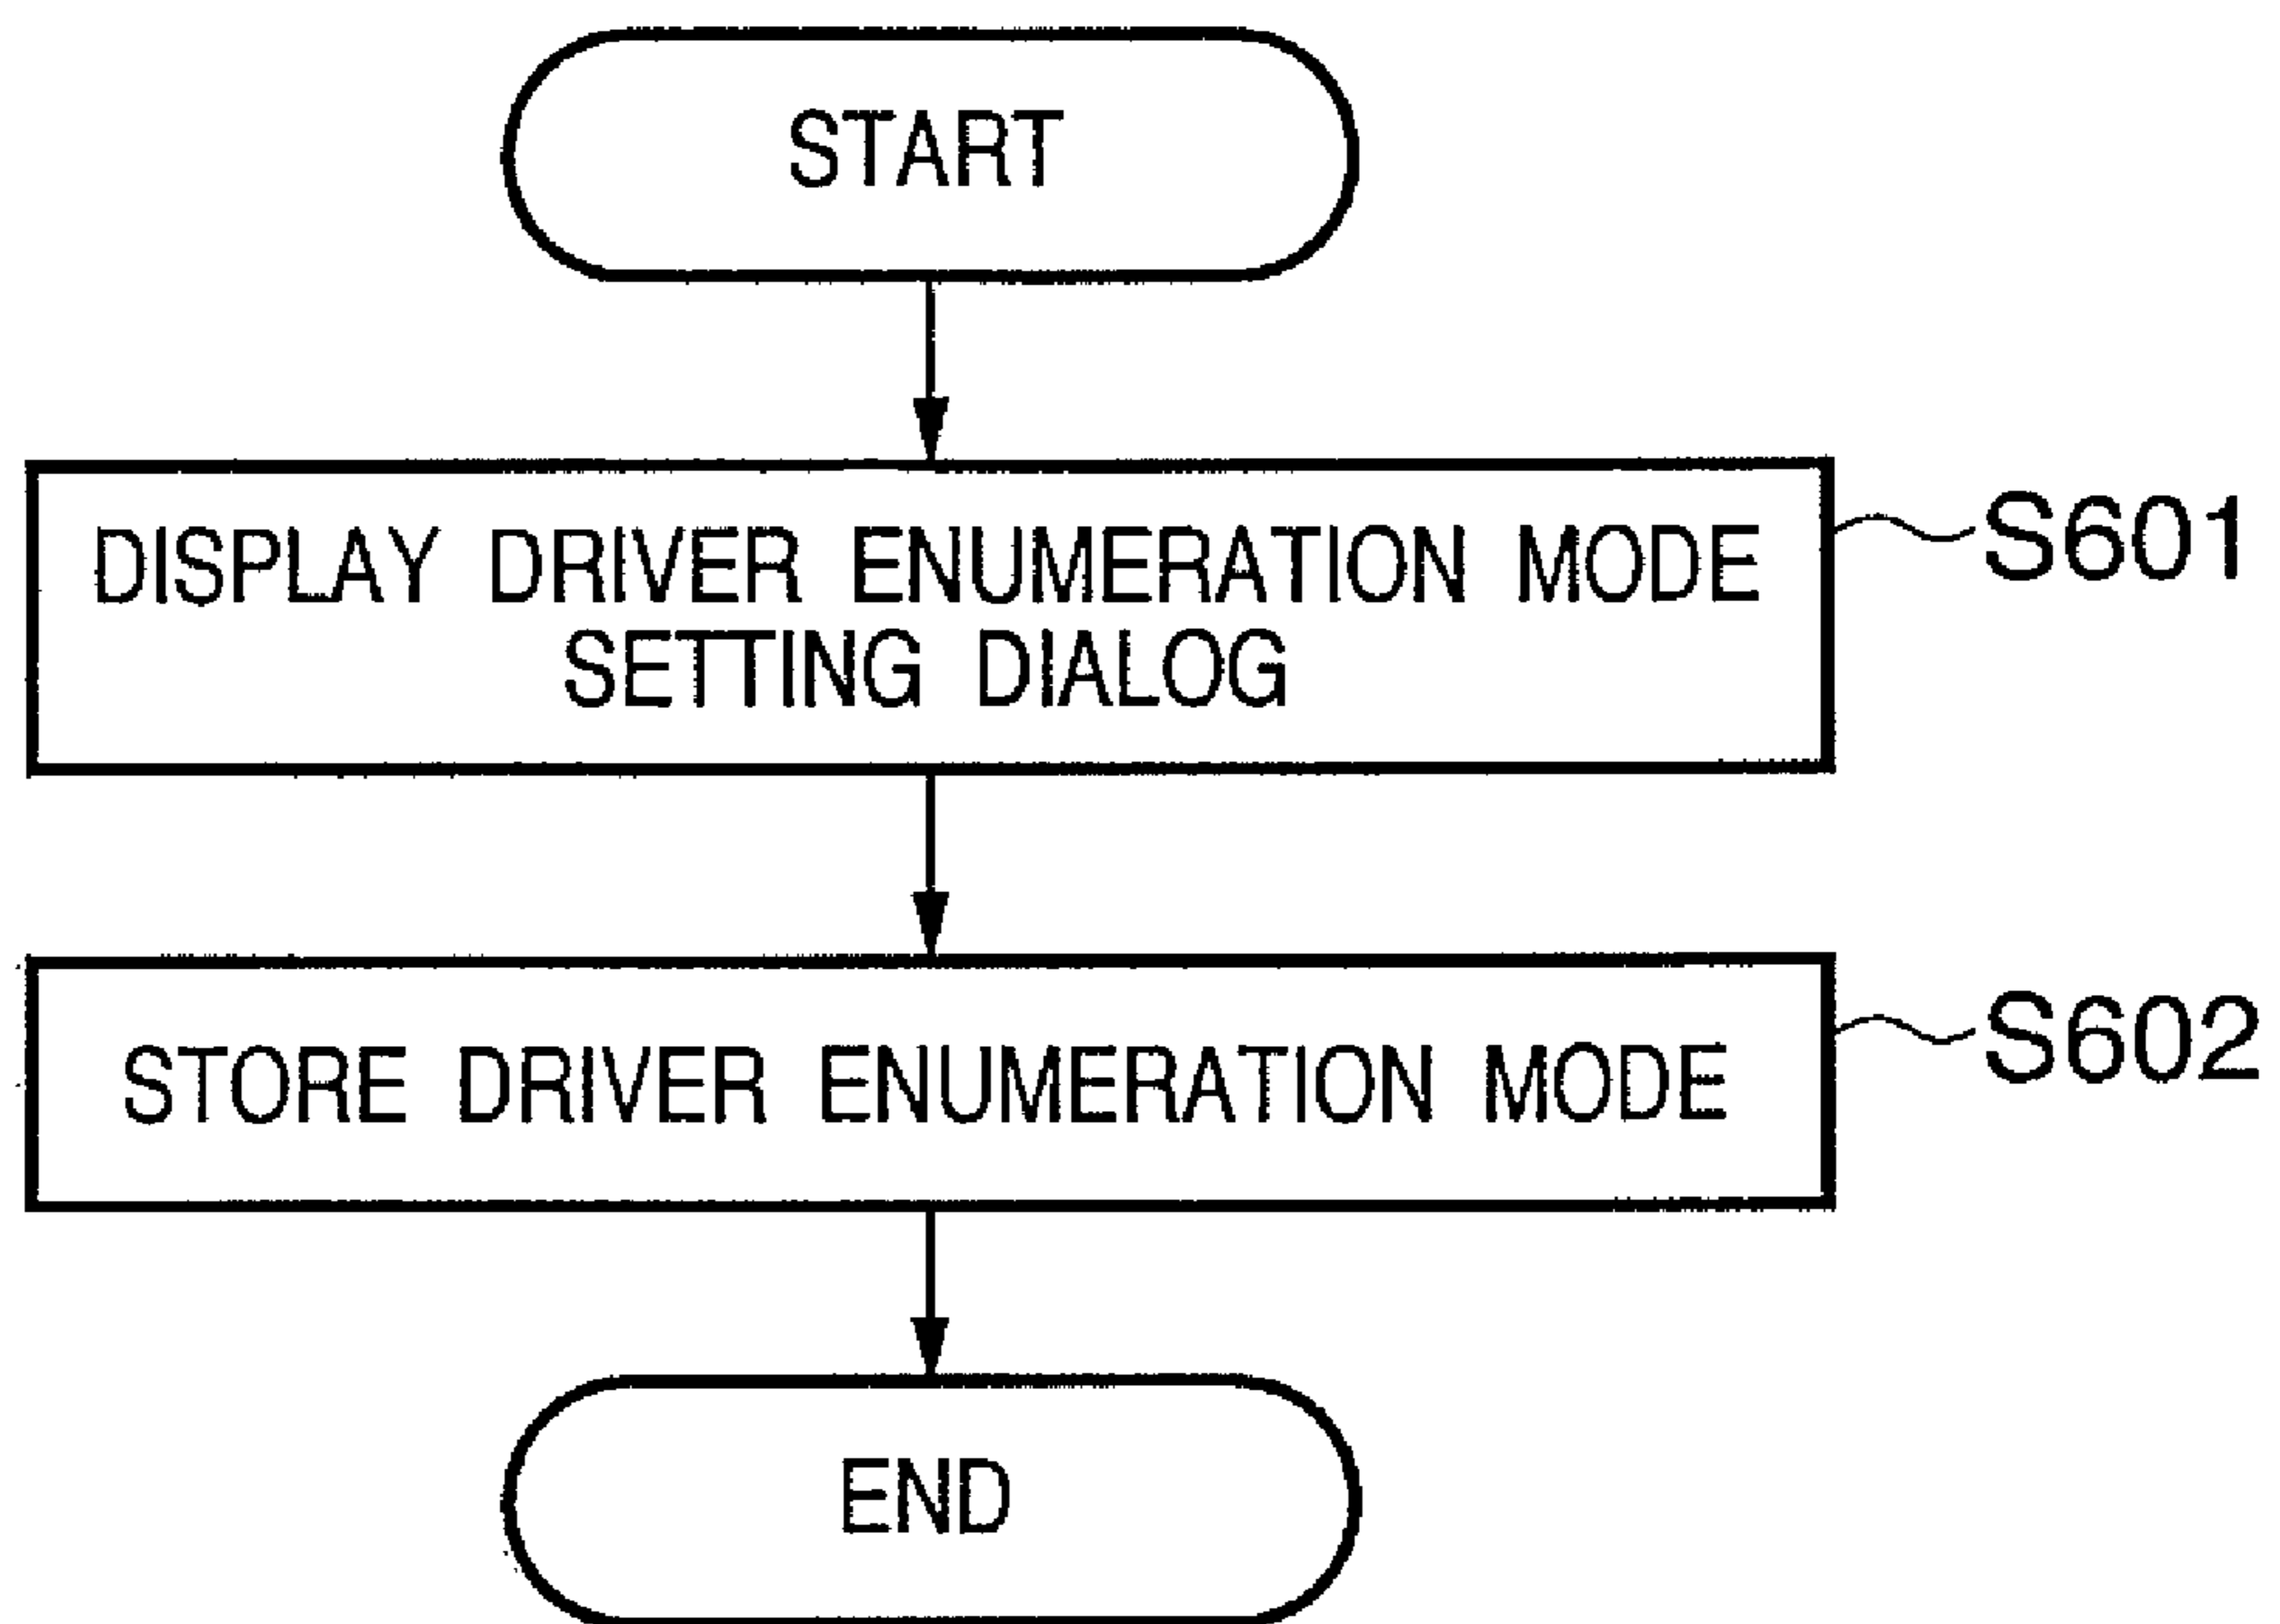 START
DISPLAY DRIVER ENUMERATION MODE
SETTING DIALOG
S601
STORE DRIVER ENUMERATION MODE
S602
END